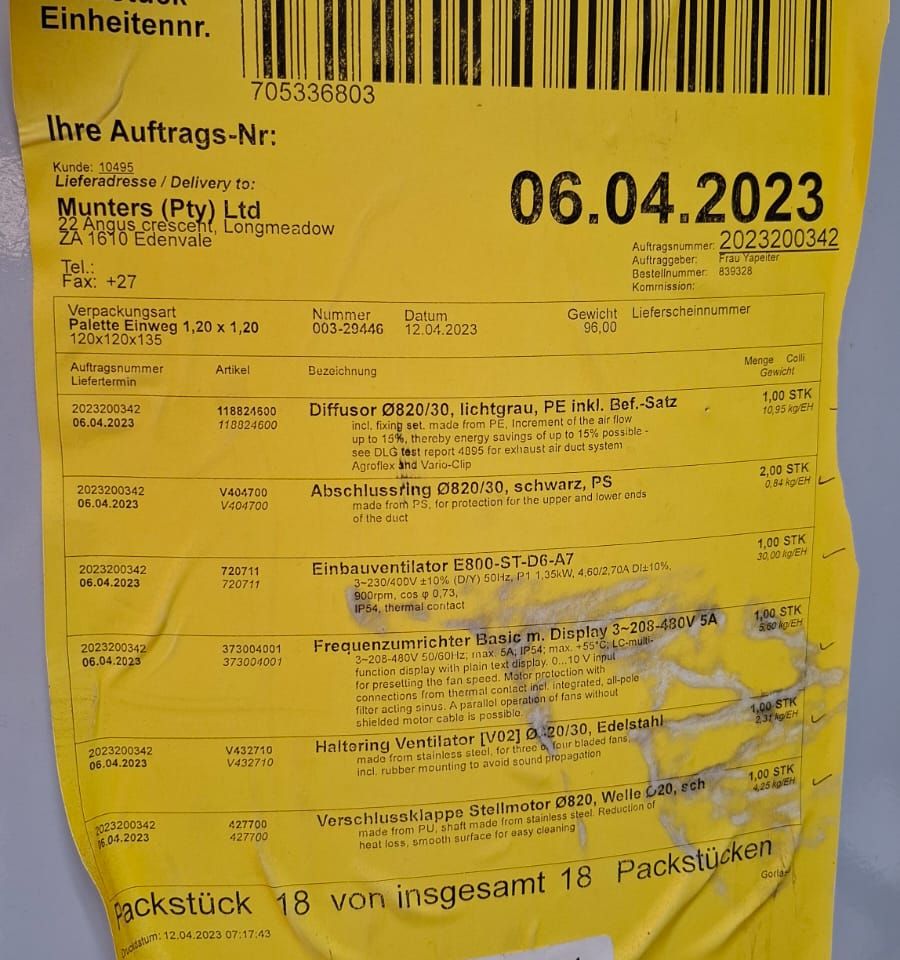 Einheitennr.
705336803
Ihre Auftrags-Nr:
Kunde: 10495
Lieferadresse / Delivery to:
Munters (Pty) Ltd
22 Angus crescent, Longmeadow
ZA 1610 Edenvale
Tel.:
Fax: +27
06.04.2023
Auftragsnummer: 2023200342
Auftraggeber: Frau Yapeiter
Bestellnummer: 839328
Kommission:
Verpackungsart Nummer Datum Gewicht Lieferscheinnummer
Palette Einweg 1,20 x 1,20 003-29446 12.04.2023 96,00
120x120x135
Auftragsnummer Artikel Bezeichnung Menge Colli
Liefertermin Gewicht
2023200342 118824600 Diffusor Ø820/30, lichtgrau, PE inkl. Bef.-Satz 1,00 STK
06.04.2023 118824600 incl. fixing set. made from PE, Increment of the air flow 10,95 kg/EH
up to 15%, thereby energy savings of up to 15% possible -
see DLG test report 4895 for exhaust air duct system
Agroflex and Vario-Clip
2023200342 V404700 Abschlussring Ø820/30, schwarz, PS 2,00 STK
06.04.2023 V404700 made from PS, for protection for the upper and lower ends 0,84 kg/EH
of the duct
2023200342 720711 Einbauventilator E800-ST-D6-A7 1,00 STK
06.04.2023 720711 3~230/400V ±10% (D/Y) 50Hz, P1 1,35kW, 4,60/2,70A DI±10%, 30,00 kg/EH
900rpm, cos φ 0,73,
IP54, thermal contact
2023200342 373004001 Frequenzumrichter Basic m. Display 3~208-480V 5A 1,00 STK
06.04.2023 373004001 3~208-480V 50/60Hz; max. 5A; IP54; max. +55°C; LC-multi- 5,60 kg/EH
function display with plain text display. 0...10 V input
for presetting the fan speed. Motor protection with
connections from thermal contact incl. integrated, all-pole
filter acting sinus. A parallel operation of fans without
shielded motor cable is possible.
2023200342 V432710 Haltering Ventilator [V02] Ø820/30, Edelstahl 1,00 STK
06.04.2023 V432710 made from stainless steel, for three o. four bladed fans, 2,31 kg/EH
incl. rubber mounting to avoid sound propagation
2023200342 427700 Verschlussklappe Stellmotor Ø820, Welle Ø20, sch 1,00 STK
06.04.2023 427700 made from PU, shaft made from stainless steel. Reduction of 4,25 kg/EH
heat loss, smooth surface for easy cleaning
Packstück 18 von insgesamt 18 Packstücken
Druckdatum: 12.04.2023 07:17:43